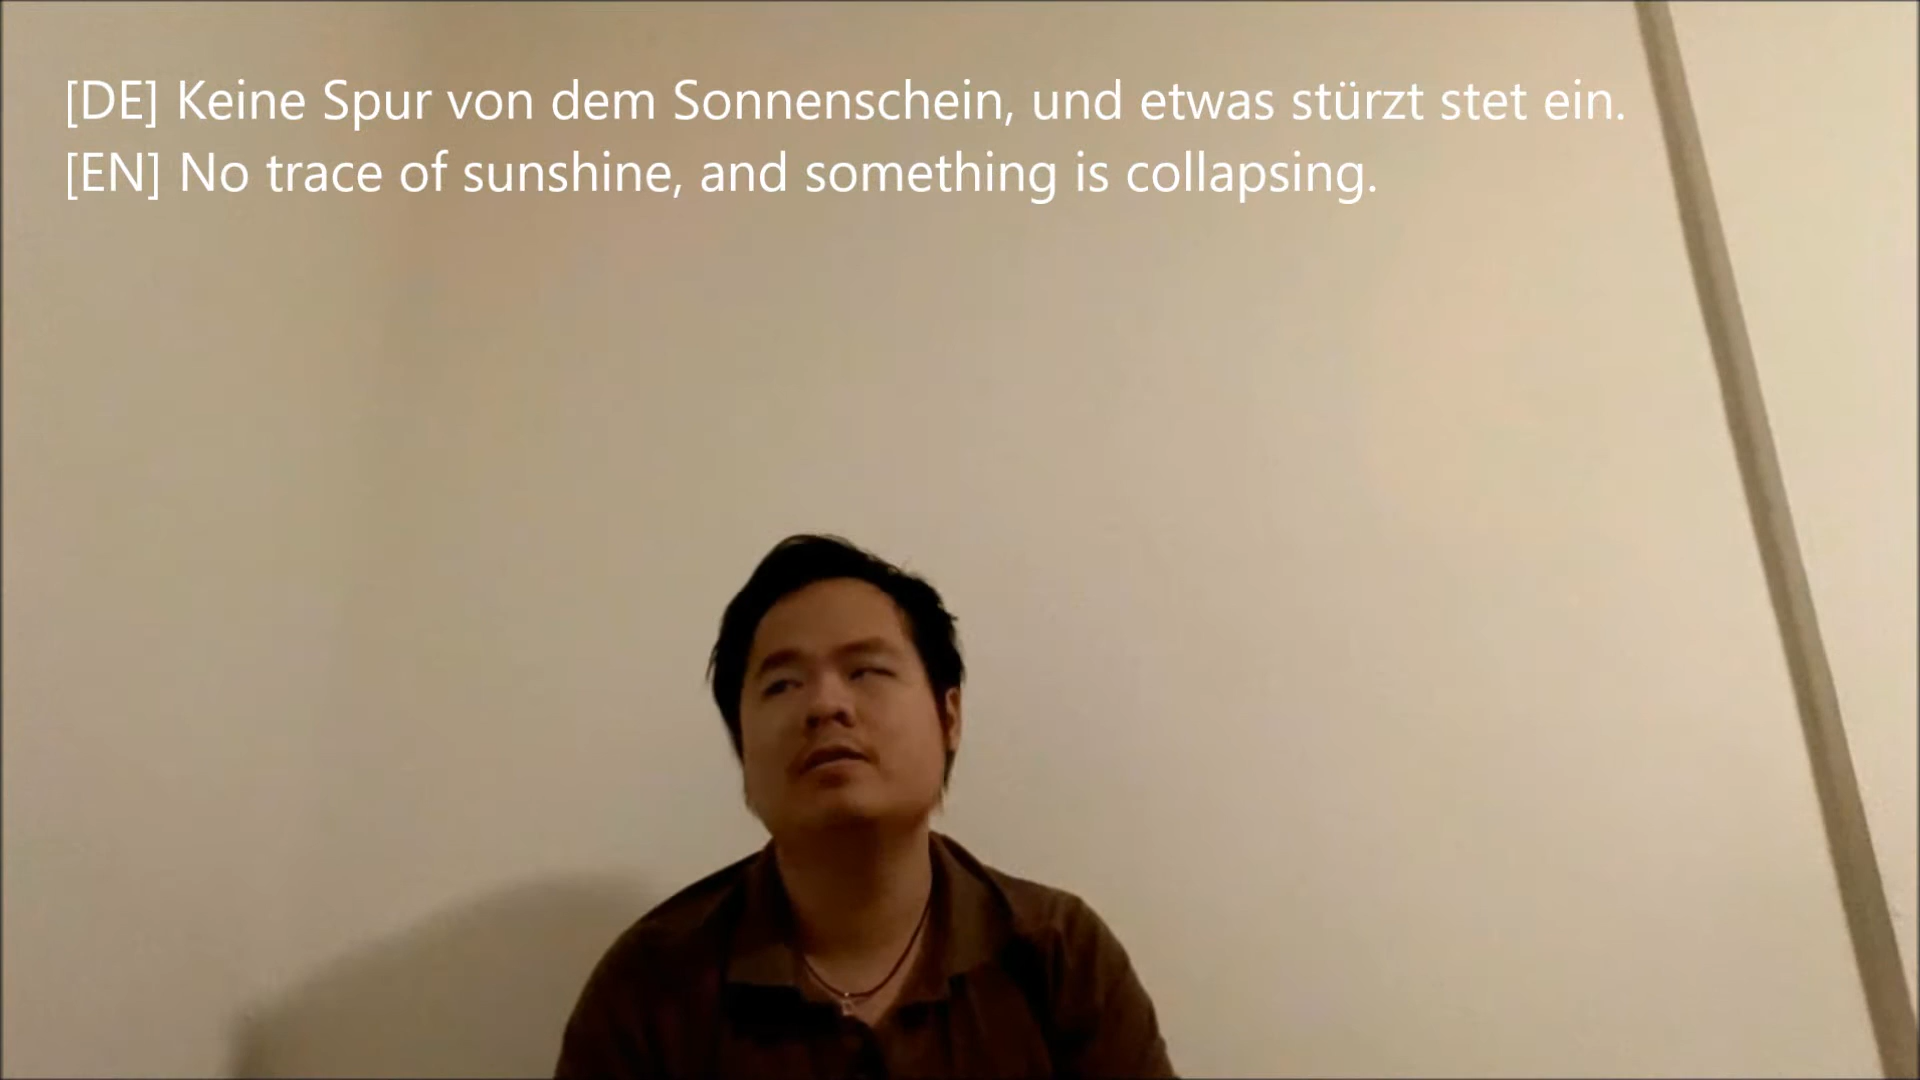 [DE] Keine Spur von dem Sonnenschein, und etwas stürzt stet ein.
[EN] No trace of sunshine, and something is collapsing.